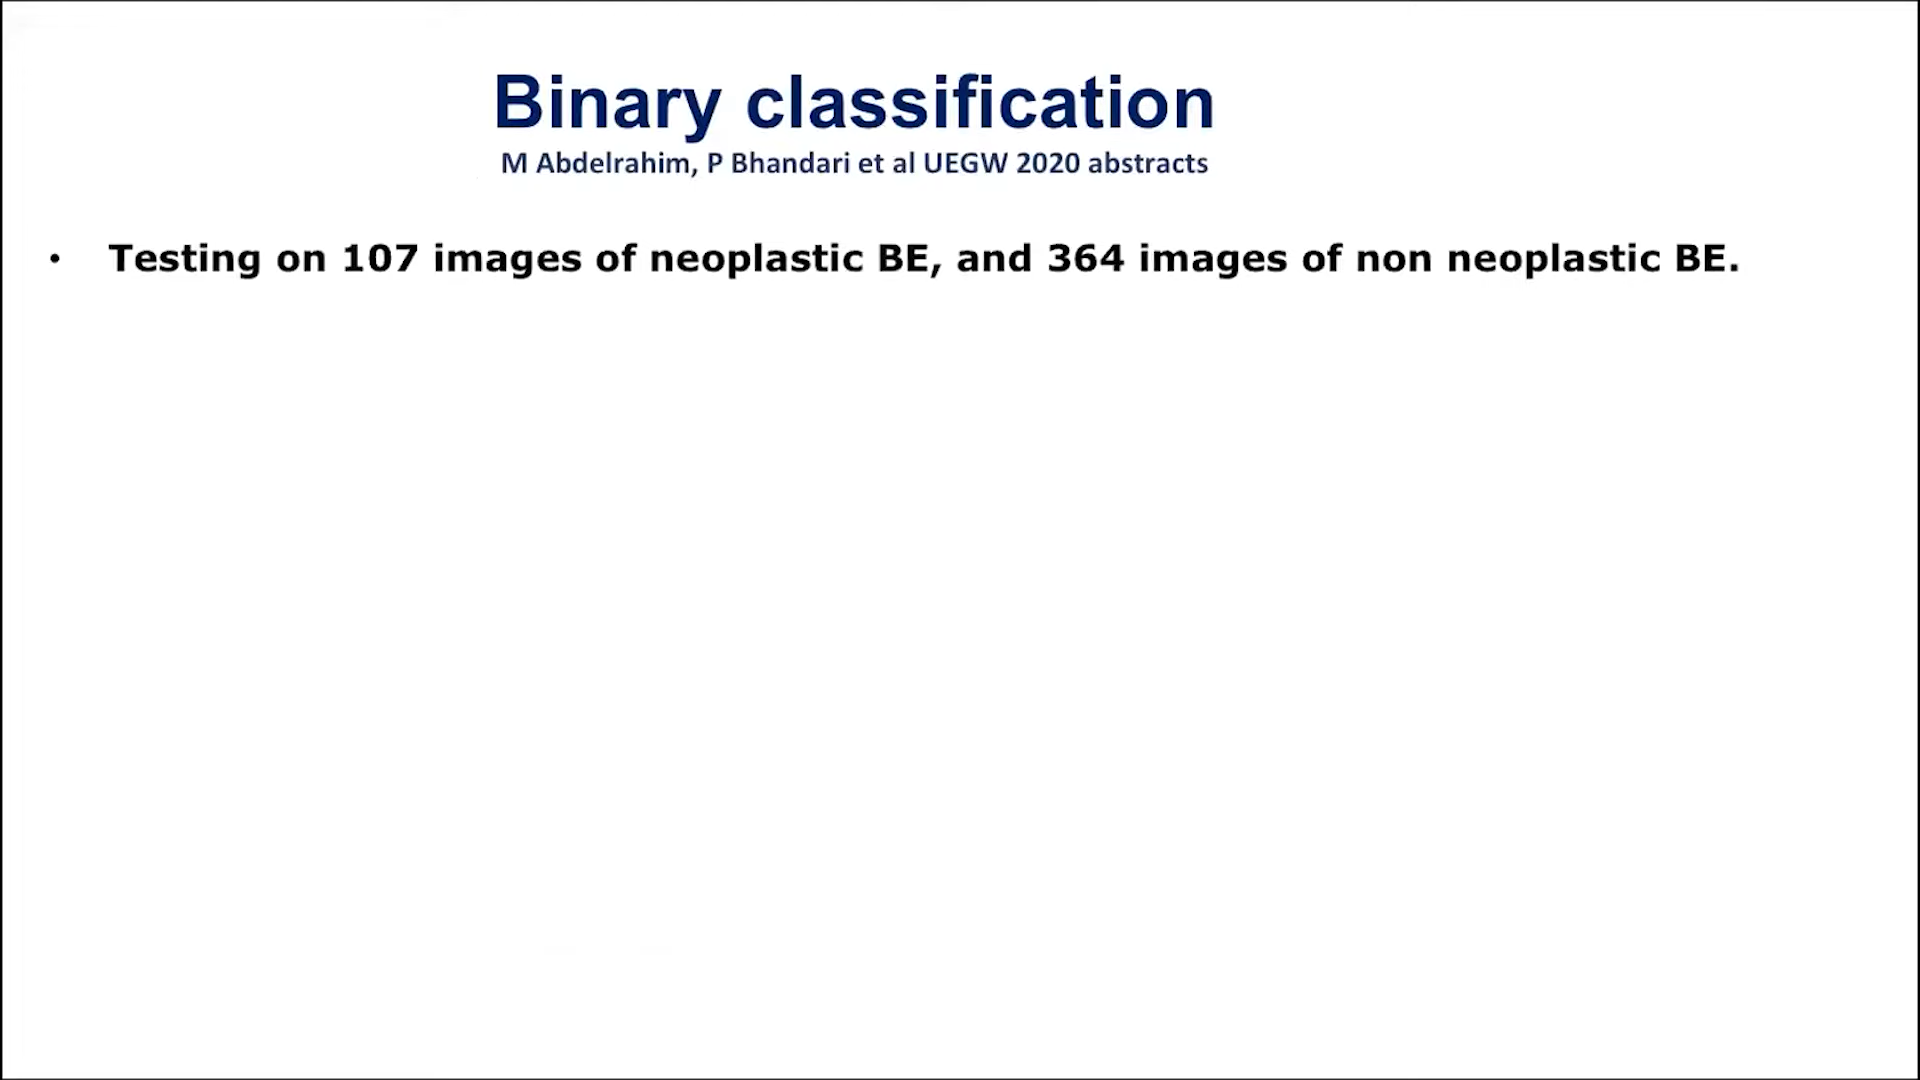 Binary classification
M Abdelrahim, P Bhandari et al UEGW 2020 abstracts
• Testing on 107 images of neoplastic BE, and 364 images of non neoplastic BE.